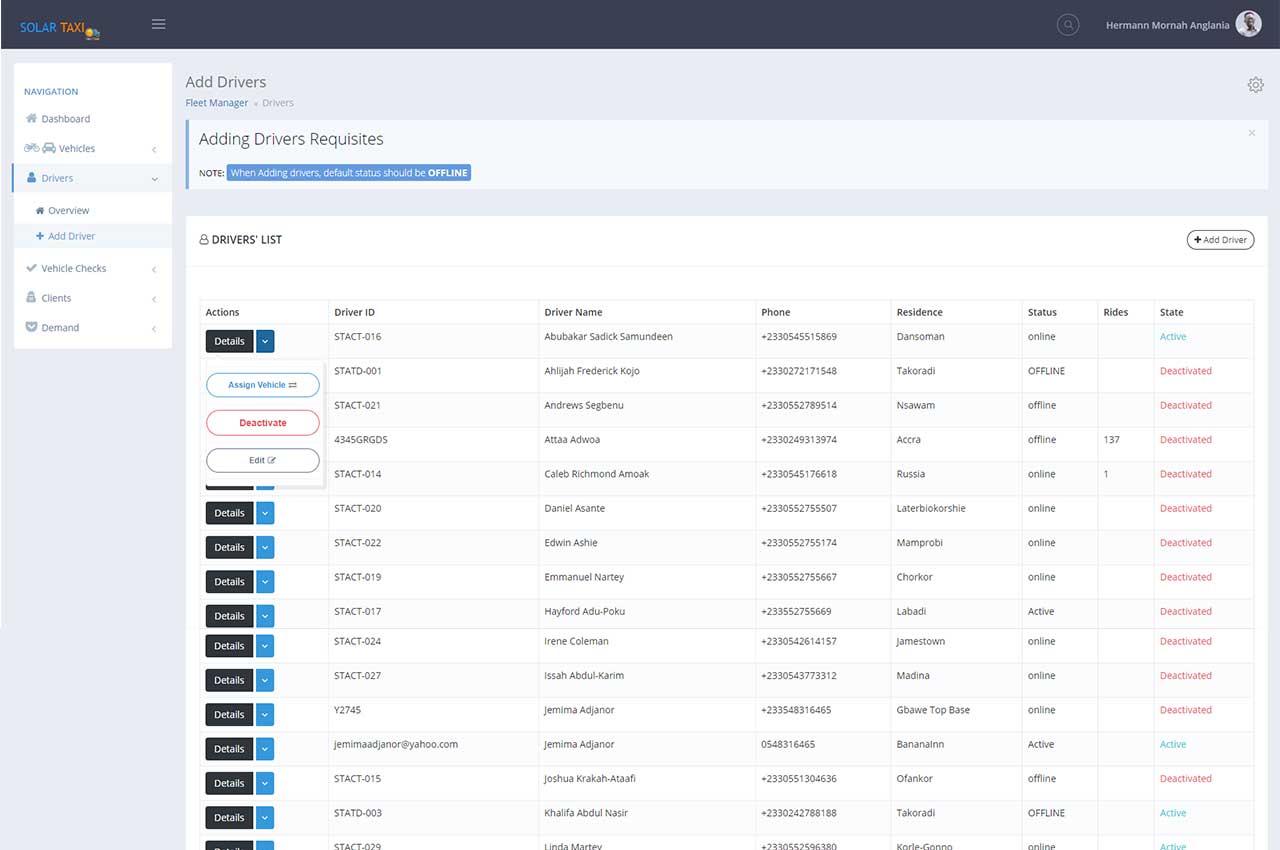 SOLAR TAXI
Hermann Mornah Anglania
NAVIGATION
Dashboard
Vehicles
Drivers
Overview
Add Driver
Vehicle Checks
Clients
Demand
Add Drivers
Fleet Manager « Drivers
Adding Drivers Requisites
×
NOTE: When Adding drivers, default status should be OFFLINE
DRIVERS' LIST
+ Add Driver
Actions Driver ID Driver Name Phone Residence Status Rides State
Details STACT-016 Abubakar Sadick Samundeen +2330545515869 Dansoman online Active
Assign Vehicle
Deactivate
Edit
STATD-001 Ahlijah Frederick Kojo +2330272171548 Takoradi OFFLINE Deactivated
STACT-021 Andrews Segbenu +2330552789514 Nsawam offline Deactivated
4345GRGDS Attaa Adwoa +2330249313974 Accra offline 137 Deactivated
STACT-014 Caleb Richmond Amoak +2330545176618 Russia online 1 Deactivated
Details STACT-020 Daniel Asante +2330552755507 Laterbiokorshie online Deactivated
Details STACT-022 Edwin Ashie +2330552755174 Mamprobi online Deactivated
Details STACT-019 Emmanuel Nartey +2330552755667 Chorkor online Deactivated
Details STACT-017 Hayford Adu-Poku +233552755669 Labadi Active Deactivated
Details STACT-024 Irene Coleman +2330542614157 Jamestown online Deactivated
Details STACT-027 Issah Abdul-Karim +2330543773312 Madina online Deactivated
Details Y2745 Jemima Adjanor +233548316465 Gbawe Top Base online Deactivated
Details jemimaadjanor@yahoo.com Jemima Adjanor 0548316465 BananaInn Active Active
Details STACT-015 Joshua Krakah-Ataafi +2330551304636 Ofankor offline Deactivated
Details STATD-003 Khalifa Abdul Nasir +2330242788188 Takoradi OFFLINE Active
Details STACT-029 Linda Martey +2330552596380 Korle-Gonno online Active